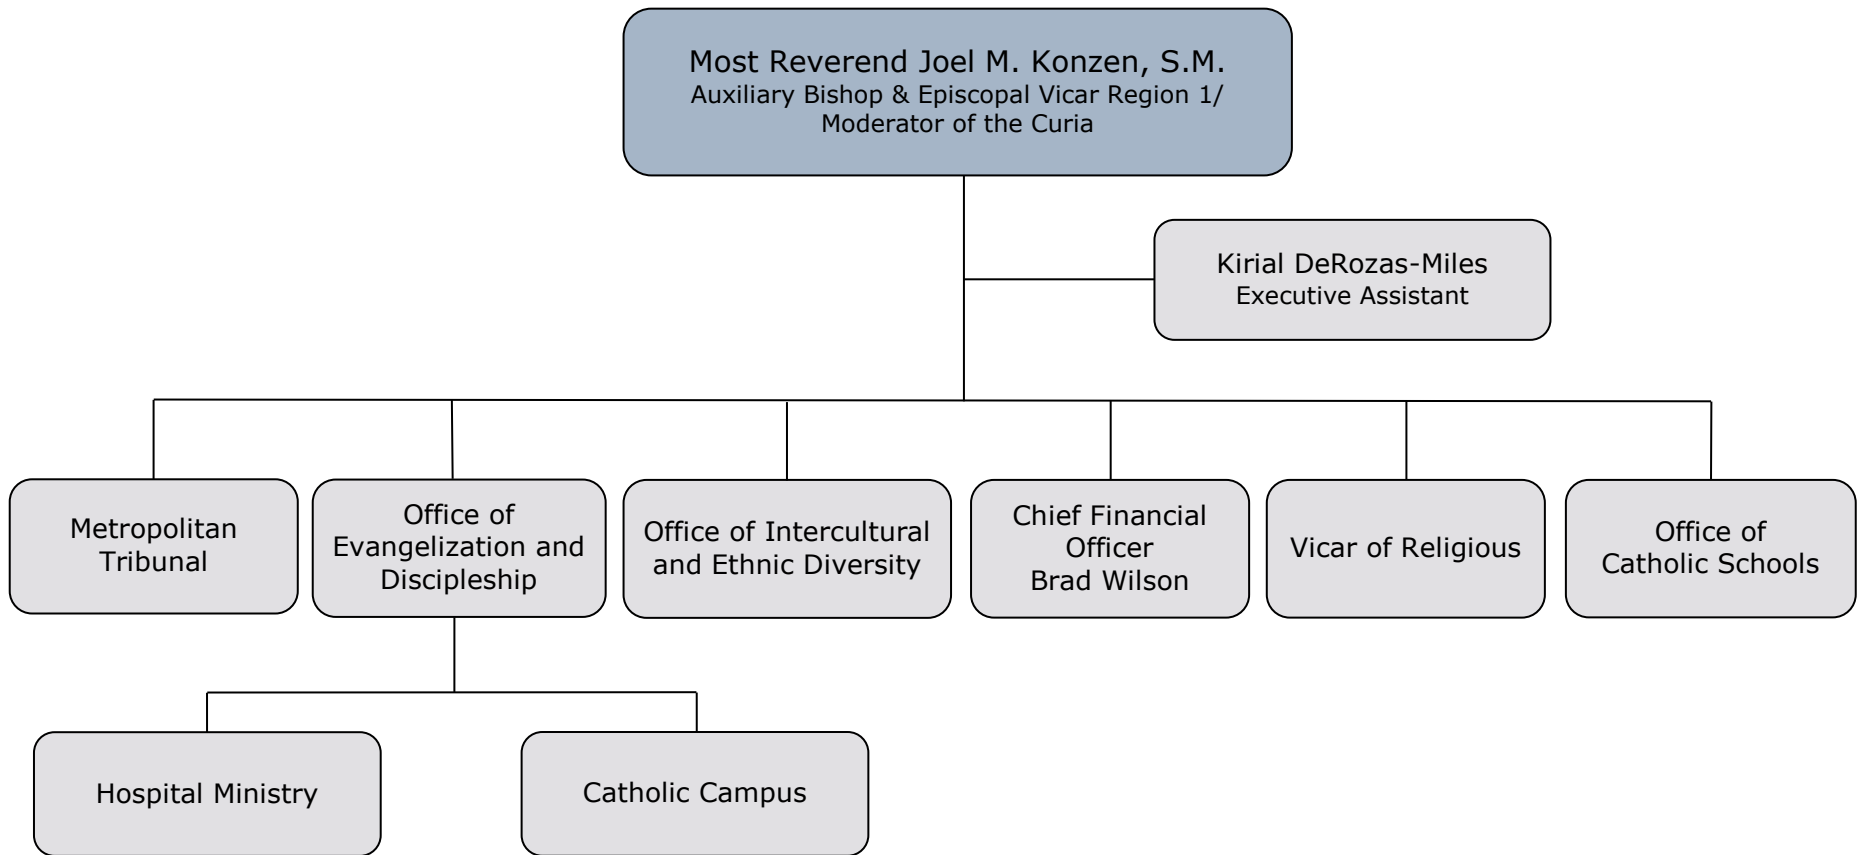 Most Reverend Joel M. Konzen, S.M.
Auxiliary Bishop & Episcopal Vicar Region 1/
Moderator of the Curia
Kirial DeRozas-Miles
Executive Assistant
Metropolitan
Tribunal
Office of
Evangelization and
Discipleship
Office of Intercultural
and Ethnic Diversity
Chief Financial
Officer
Brad Wilson
Vicar of Religious
Office of
Catholic Schools
Hospital Ministry
Catholic Campus